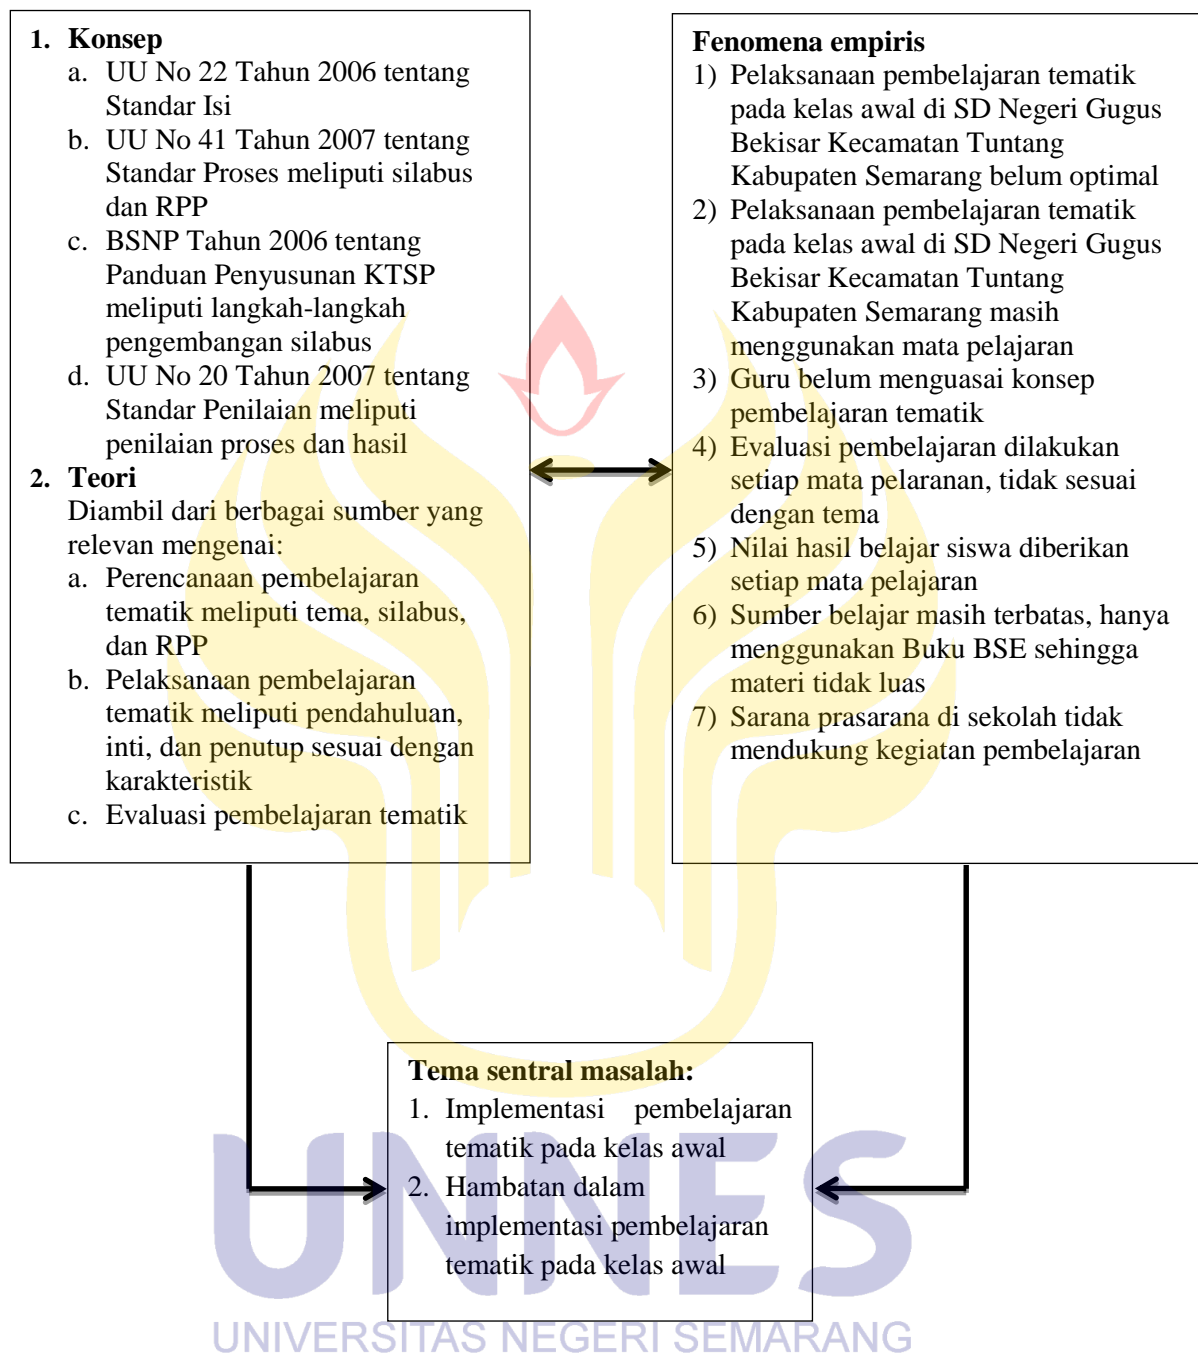 1. Konsep
a. UU No 22 Tahun 2006 tentang
Standar Isi
b. UU No 41 Tahun 2007 tentang
Standar Proses meliputi silabus
dan RPP
c. BSNP Tahun 2006 tentang
Panduan Penyusunan KTSP
meliputi langkah-langkah
pengembangan silabus
d. UU No 20 Tahun 2007 tentang
Standar Penilaian meliputi
penilaian proses dan hasil
2. Teori
Diambil dari berbagai sumber yang
relevan mengenai:
a. Perencanaan pembelajaran
tematik meliputi tema, silabus,
dan RPP
b. Pelaksanaan pembelajaran
tematik meliputi pendahuluan,
inti, dan penutup sesuai dengan
karakteristik
c. Evaluasi pembelajaran tematik
Fenomena empiris
1) Pelaksanaan pembelajaran tematik
pada kelas awal di SD Negeri Gugus
Bekisar Kecamatan Tuntang
Kabupaten Semarang belum optimal
2) Pelaksanaan pembelajaran tematik
pada kelas awal di SD Negeri Gugus
Bekisar Kecamatan Tuntang
Kabupaten Semarang masih
menggunakan mata pelajaran
3) Guru belum menguasai konsep
pembelajaran tematik
4) Evaluasi pembelajaran dilakukan
setiap mata pelaranan, tidak sesuai
dengan tema
5) Nilai hasil belajar siswa diberikan
setiap mata pelajaran
6) Sumber belajar masih terbatas, hanya
menggunakan Buku BSE sehingga
materi tidak luas
7) Sarana prasarana di sekolah tidak
mendukung kegiatan pembelajaran
Tema sentral masalah:
1. Implementasi pembelajaran
tematik pada kelas awal
2. Hambatan dalam
implementasi pembelajaran
tematik pada kelas awal
UNNES
UNIVERSITAS NEGERI SEMARANG